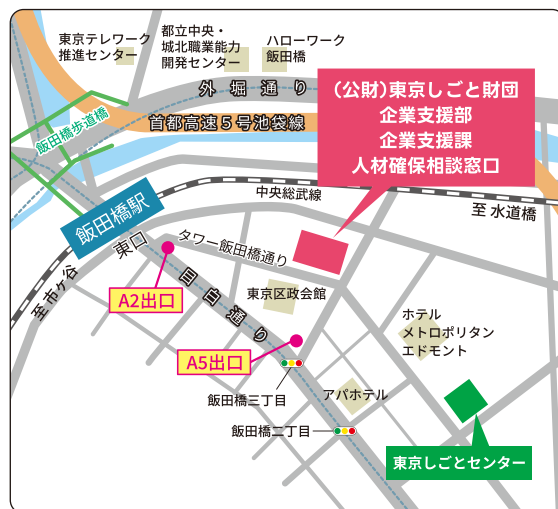 東京テレワーク
推進センター
都立中央・
城北職業能力
開発センター
ハローワーク
飯田橋
外堀通り
(公財)東京しごと財団
企業支援部
企業支援課
人材確保相談窓口
飯田橋歩道橋
首都高速5号池袋線
中央総武線
至 水道橋
飯田橋駅
東口
タワー飯田橋通り
至 市ヶ谷
A2出口
目白通り
東京区政会館
ホテル
メトロポリタン
エドモント
A5出口
飯田橋三丁目
アパホテル
飯田橋二丁目
東京しごとセンター